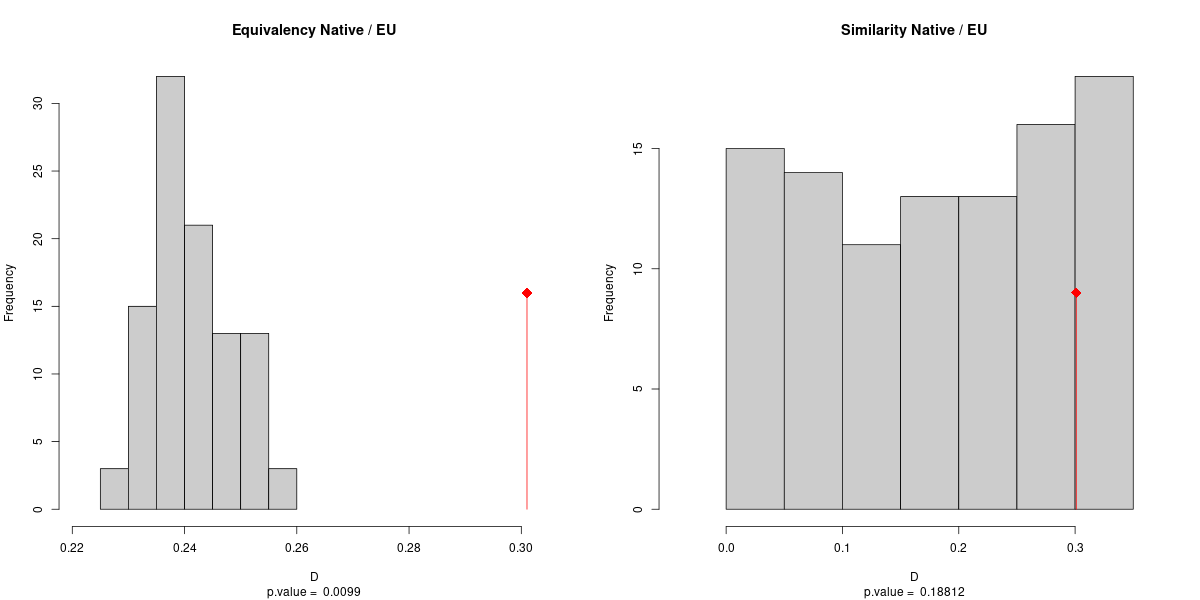 Equivalency Native / EU
Frequency
30
25
20
15
10
5
0
0.22 0.24 0.26 0.28 0.30
D
p.value = 0.0099
Similarity Native / EU
Frequency
15
10
5
0
0.0 0.1 0.2 0.3
D
p.value = 0.18812